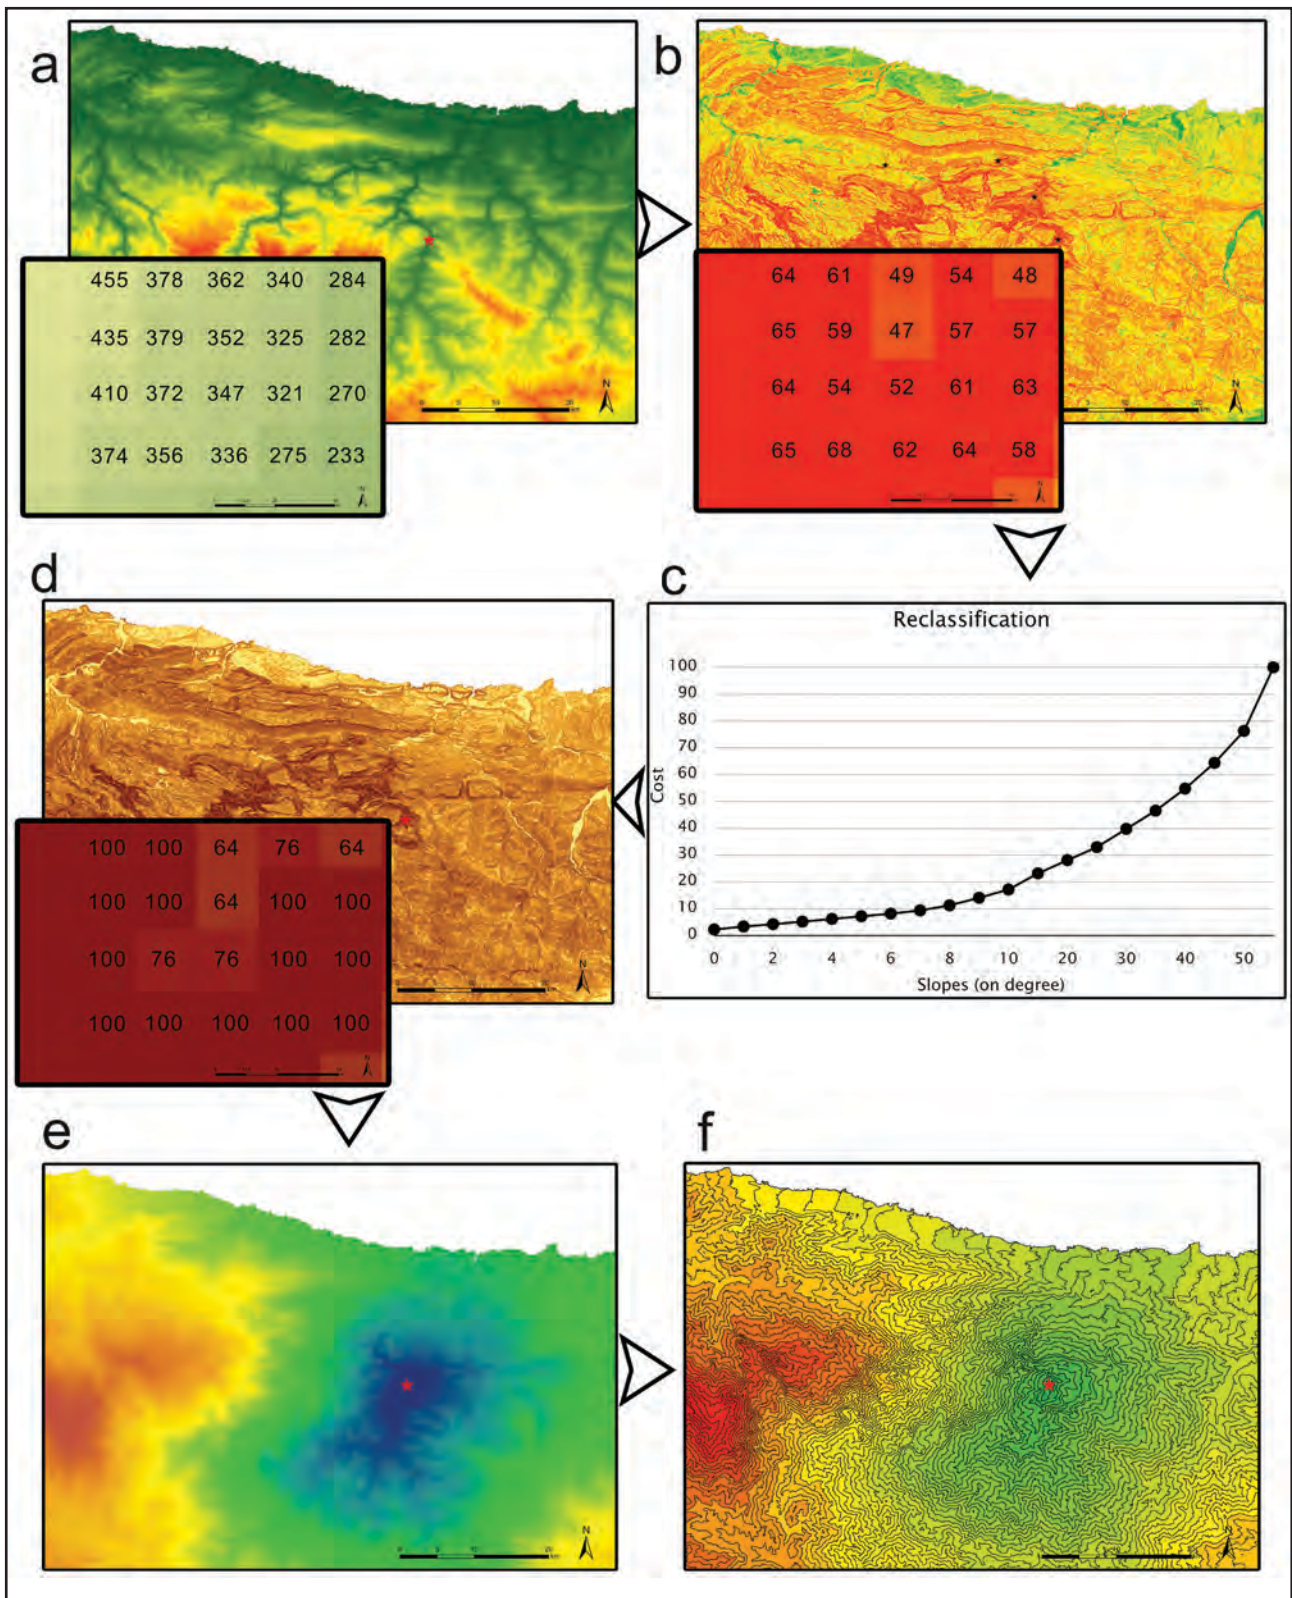 a
455 378 362 340 284
435 379 352 325 282
410 372 347 321 270
374 356 336 275 233
N
N
b
64 61 49 54 48
65 59 47 57 57
64 54 52 61 63
65 68 62 64 58
N
c
Reclassification
100
90
80
70
60
50
40
30
20
10
0
Cost
0 2 4 6 8 10 20 30 40 50
Slopes (on degree)
d
100 100 64 76 64
100 100 64 100 100
100 76 76 100 100
100 100 100 100 100
N
N
e
N
f
N